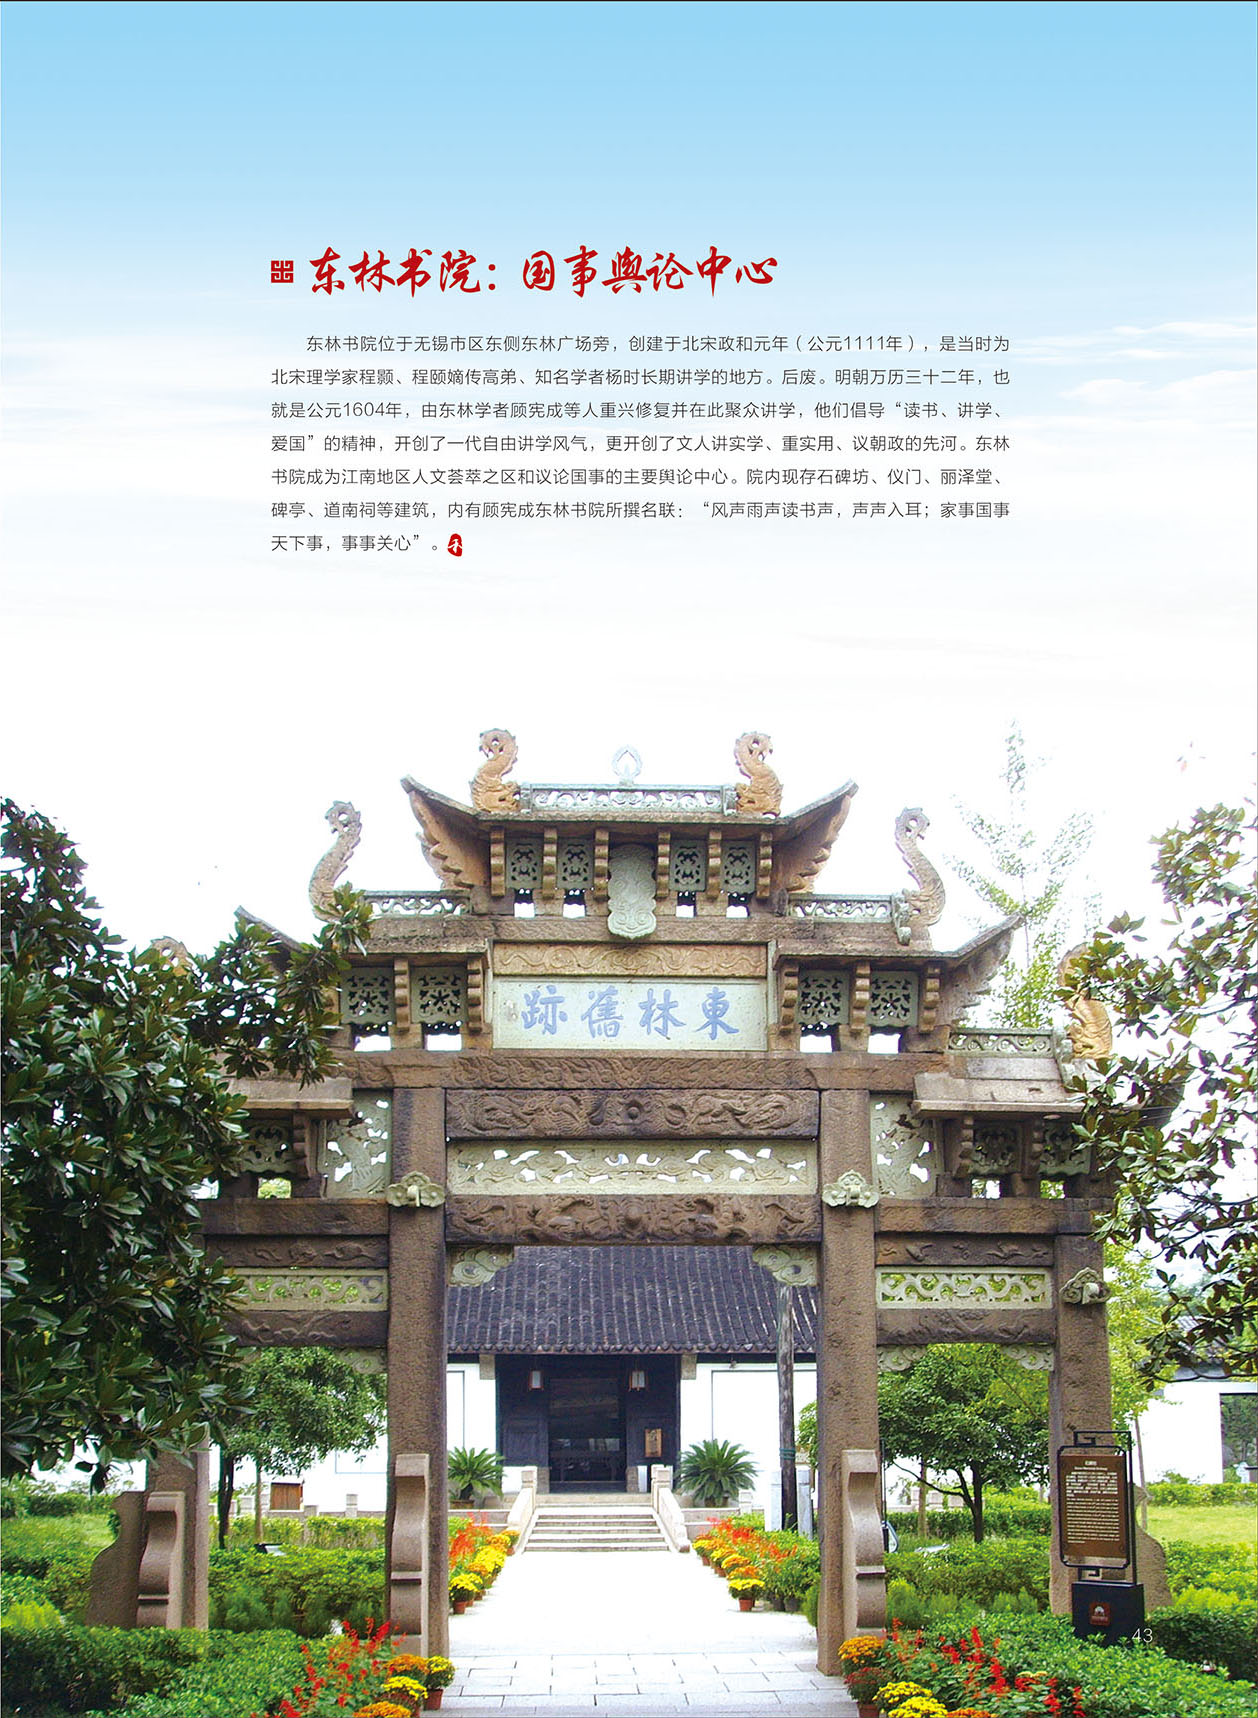 东林书院：国事舆论中心
东林书院位于无锡市区东侧东林广场旁，创建于北宋政和元年（公元1111年），是当时为
北宋理学家程颢、程颐嫡传高弟、知名学者杨时长期讲学的地方。后废。明朝万历三十二年，也
就是公元1604年，由东林学者顾宪成等人重兴修复并在此聚众讲学，他们倡导“读书、讲学、
爱国”的精神，开创了一代自由讲学风气，更开创了文人讲实学、重实用、议朝政的先河。东林
书院成为江南地区人文荟萃之区和议论国事的主要舆论中心。院内现存石碑坊、仪门、丽泽堂、
碑亭、道南祠等建筑，内有顾宪成东林书院所撰名联：“风声雨声读书声，声声入耳；家事国事
天下事，事事关心”。
東林舊跡
43